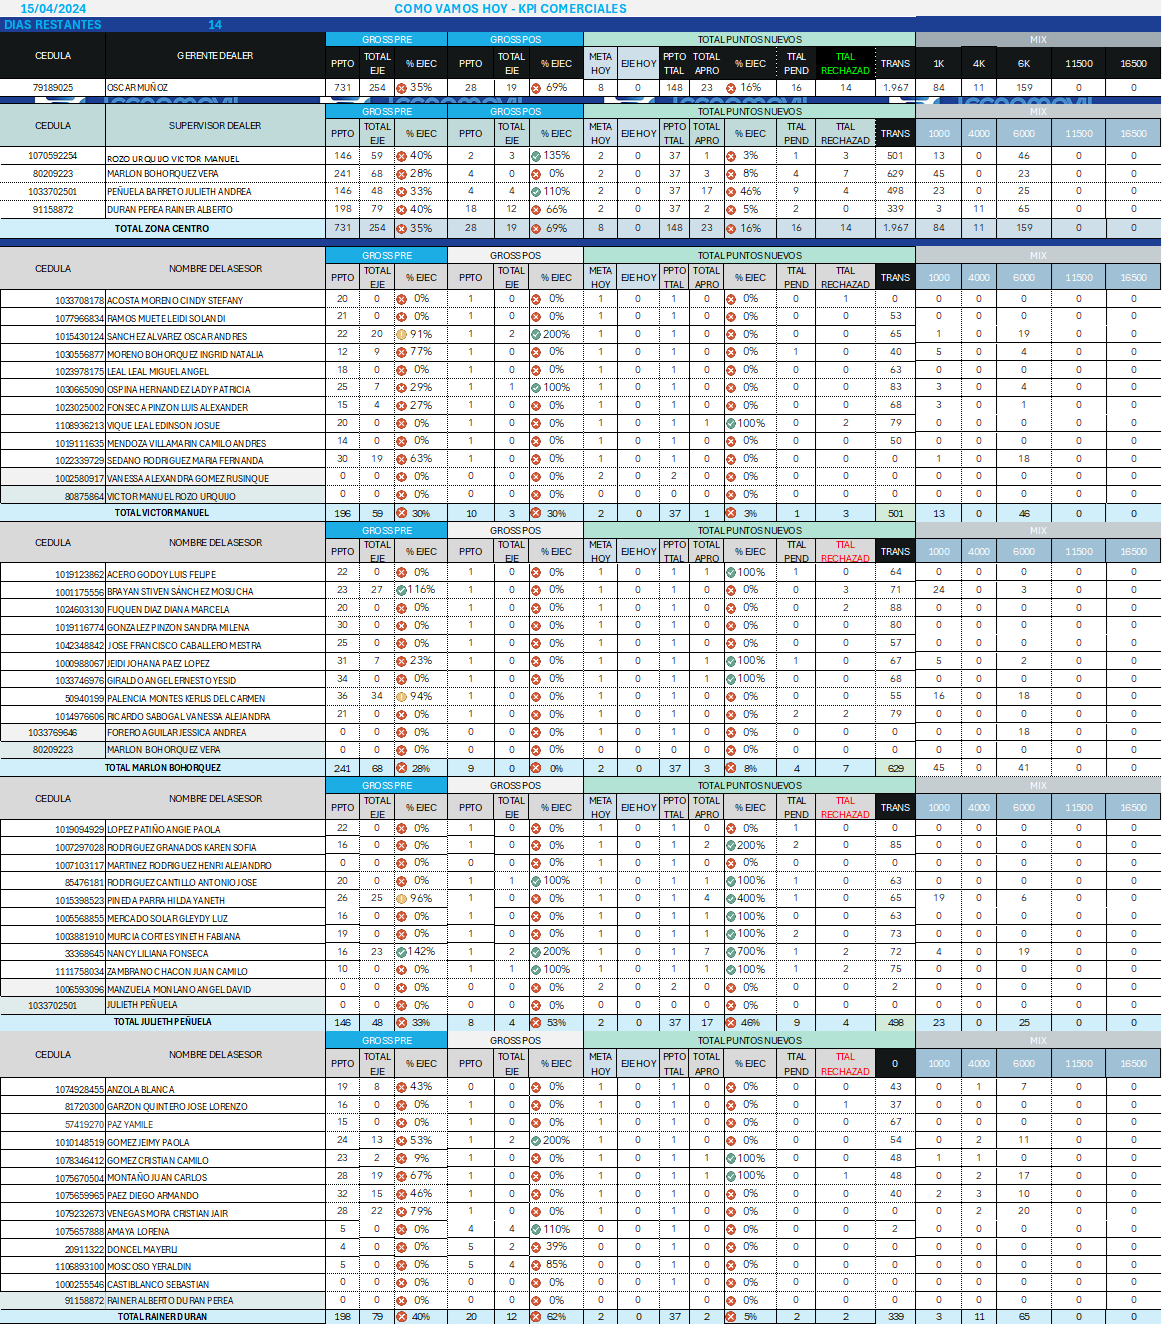 15/04/2024 COMO VAMOS HOY - KPI COMERCIALES
DIAS RESTANTES 14
CEDULA GERENTE DEALER GROSS PRE GROSS POS TOTAL PUNTOS NUEVOS MIX
PPTO TOTAL EJE % EJEC PPTO TOTAL EJE % EJEC META HOY EJE HOY PPTO TTAL TOTAL APRO % EJEC TTAL PEND TTAL RECHAZAD TRANS 1K 4K 6K 11500 16500
79189025 OSCAR MUÑOZ 731 254 35% 28 19 69% 8 0 148 23 16% 16 14 1.967 84 11 159 0 0
CEDULA SUPERVISOR DEALER GROSS PRE GROSS POS TOTAL PUNTOS NUEVOS MIX
PPTO TOTAL EJE % EJEC PPTO TOTAL EJE % EJEC META HOY EJE HOY PPTO TTAL TOTAL APRO % EJEC TTAL PEND TTAL RECHAZAD TRANS 1000 4000 6000 11500 16500
1070592254 ROZO URQUIJO VICTOR MANUEL 146 59 40% 2 3 135% 2 0 37 1 3% 1 3 501 13 0 46 0 0
80209223 MARLON BOHORQUEZ VERA 241 68 28% 4 0 0% 2 0 37 3 8% 4 7 629 45 0 23 0 0
1033702501 PEÑUELA BARRETO JULIETH ANDREA 146 48 33% 4 4 110% 2 0 37 17 46% 9 4 498 23 0 25 0 0
91158872 DURAN PEREA RAINER ALBERTO 198 79 40% 18 12 66% 2 0 37 2 5% 2 0 339 3 11 65 0 0
TOTAL ZONA CENTRO 731 254 35% 28 19 69% 8 0 148 23 16% 16 14 1.967 84 11 159 0 0
CEDULA NOMBRE DEL ASESOR GROSS PRE GROSS POS TOTAL PUNTOS NUEVOS MIX
PPTO TOTAL EJE % EJEC PPTO TOTAL EJE % EJEC META HOY EJE HOY PPTO TTAL TOTAL APRO % EJEC TTAL PEND TTAL RECHAZAD TRANS 1000 4000 6000 11500 16500
1033708178 ACOSTA MORENO CINDY STEFANY 20 0 0% 1 0 0% 1 0 1 0 0% 0 1 0 0 0 0 0 0
1077966834 RAMOS MUETE LEIDI SOLANDI 21 0 0% 1 0 0% 1 0 1 0 0% 0 0 53 0 0 0 0 0
1015430124 SANCHEZ ALVAREZ OSCAR ANDRES 22 20 91% 1 2 200% 1 0 1 0 0% 0 0 65 1 0 19 0 0
1030556877 MORENO BOHORQUEZ INGRID NATALIA 12 9 77% 1 0 0% 1 0 1 0 0% 1 0 40 5 0 4 0 0
1023978175 LEAL LEAL MIGUEL ANGEL 18 0 0% 1 0 0% 1 0 1 0 0% 0 0 63 0 0 0 0 0
1030665090 OSPINA HERNANDEZ LADY PATRICIA 25 7 29% 1 1 100% 1 0 1 0 0% 0 0 83 3 0 4 0 0
1023025002 FONSECA PINZON LUIS ALEXANDER 15 4 27% 1 0 0% 1 0 1 0 0% 0 0 68 3 0 1 0 0
1108936213 VIQUE LEAL EDINSON JOSUE 20 0 0% 1 0 0% 1 0 1 1 100% 0 2 79 0 0 0 0 0
1019111635 MENDOZA VILLAMARIN CAMILO ANDRES 14 0 0% 1 0 0% 1 0 1 0 0% 0 0 50 0 0 0 0 0
1022339729 SEDANO RODRIGUEZ MARIA FERNANDA 30 19 63% 1 0 0% 1 0 1 0 0% 0 0 0 1 0 18 0 0
1002580917 VANESSA ALEXANDRA GOMEZ RUSINQUE 0 0 0% 0 0 0% 2 0 2 0 0% 0 0 0 0 0 0 0 0
80875864 VICTOR MANUEL ROZO URQUIJO 0 0 0% 0 0 0% 0 0 0 0 0% 0 0 0 0 0 0 0 0
TOTAL VICTOR MANUEL 196 59 30% 10 3 30% 2 0 37 1 3% 1 3 501 13 0 46 0 0
CEDULA NOMBRE DEL ASESOR GROSS PRE GROSS POS TOTAL PUNTOS NUEVOS MIX
PPTO TOTAL EJE % EJEC PPTO TOTAL EJE % EJEC META HOY EJE HOY PPTO TTAL TOTAL APRO % EJEC TTAL PEND TTAL RECHAZAD TRANS 1000 4000 6000 11500 16500
1019123862 ACERO GODOY LUIS FELIPE 22 0 0% 1 0 0% 1 0 1 1 100% 1 0 64 0 0 0 0 0
1001175556 BRAYAN STIVEN SÁNCHEZ MOSUCHA 23 27 116% 1 0 0% 1 0 1 0 0% 0 3 71 24 0 3 0 0
1024603130 FUQUEN DIAZ DIANA MARCELA 20 0 0% 1 0 0% 1 0 1 0 0% 0 2 88 0 0 0 0 0
1019116774 GONZALEZ PINZON SANDRA MILENA 30 0 0% 1 0 0% 1 0 1 0 0% 0 0 80 0 0 0 0 0
1042348842 JOSE FRANCISCO CABALLERO MESTRA 25 0 0% 1 0 0% 1 0 1 0 0% 0 0 57 0 0 0 0 0
1000988067 JEIDI JOHANA PAEZ LOPEZ 31 7 23% 1 0 0% 1 0 1 1 100% 1 0 67 5 0 2 0 0
1033746976 GIRALDO ANGEL ERNESTO YESID 34 0 0% 1 0 0% 1 0 1 1 100% 0 0 68 0 0 0 0 0
50940199 PALENCIA MONTES KERLIS DEL CARMEN 36 34 94% 1 0 0% 1 0 1 0 0% 0 0 55 16 0 18 0 0
1014976606 RICARDO SABOGAL VANESSA ALEJANDRA 21 0 0% 1 0 0% 1 0 1 0 0% 2 2 79 0 0 0 0 0
1033769646 FORERO AGUILAR JESSICA ANDREA 0 0 0% 0 0 0% 0 0 1 0 0% 0 0 0 0 0 18 0 0
80209223 MARLON BOHORQUEZ VERA 0 0 0% 0 0 0% 0 0 0 0 0% 0 0 0 0 0 0 0 0
TOTAL MARLON BOHORQUEZ 241 68 28% 9 0 0% 2 0 37 3 8% 4 7 629 45 0 41 0 0
CEDULA NOMBRE DEL ASESOR GROSS PRE GROSS POS TOTAL PUNTOS NUEVOS MIX
PPTO TOTAL EJE % EJEC PPTO TOTAL EJE % EJEC META HOY EJE HOY PPTO TTAL TOTAL APRO % EJEC TTAL PEND TTAL RECHAZAD TRANS 1000 4000 6000 11500 16500
1019094929 LOPEZ PATIÑO ANGIE PAOLA 22 0 0% 1 0 0% 1 0 1 0 0% 1 0 0 0 0 0 0 0
1007297028 RODRIGUEZ GRANADOS KAREN SOFIA 16 0 0% 1 0 0% 1 0 1 2 200% 2 0 85 0 0 0 0 0
1007103117 MARTINEZ RODRIGUEZ HENRI ALEJANDRO 0 0 0% 0 0 0% 0 0 0 0 0% 0 0 0 0 0 0 0 0
85476181 RODRIGUEZ CANTILLO ANTONIO JOSE 20 0 0% 1 1 100% 1 0 1 1 100% 1 0 63 0 0 0 0 0
1015398523 PINEDA PARRA HILDA YANETH 26 25 96% 1 0 0% 1 0 1 4 400% 1 0 65 19 0 6 0 0
1005568855 MERCADO SOLAR GLEYDY LUZ 16 0 0% 1 0 0% 1 0 1 1 100% 0 0 63 0 0 0 0 0
1003881910 MURCIA CORTES YINETH FABIANA 19 0 0% 1 0 0% 1 0 1 1 100% 2 0 73 0 0 0 0 0
33368645 NANCY LILIANA FONSECA 16 23 142% 1 2 200% 1 0 1 7 700% 1 2 72 4 0 19 0 0
1111758034 ZAMBRANO CHACON JUAN CAMILO 10 0 0% 1 1 100% 1 0 1 1 100% 1 2 75 0 0 0 0 0
1006593096 MANZUELA MONLANO ANGEL DAVID 0 0 0% 0 0 0% 2 0 2 0 0% 0 0 2 0 0 0 0 0
1033702501 JULIETH PEÑUELA 0 0 0% 0 0 0% 0 0 0 0 0% 0 0 0 0 0 0 0 0
TOTAL JULIETH PEÑUELA 146 48 33% 8 4 53% 2 0 37 17 46% 9 4 498 23 0 25 0 0
CEDULA NOMBRE DEL ASESOR GROSS PRE GROSS POS TOTAL PUNTOS NUEVOS MIX
PPTO TOTAL EJE % EJEC PPTO TOTAL EJE % EJEC META HOY EJE HOY PPTO TTAL TOTAL APRO % EJEC TTAL PEND TTAL RECHAZAD 0 1000 4000 6000 11500 16500
1074928455 ANZOLA BLANCA 19 8 43% 0 0 0% 1 0 1 0 0% 0 0 43 0 1 7 0 0
81720300 GARZON QUINTERO JOSE LORENZO 16 0 0% 1 0 0% 1 0 1 0 0% 0 1 37 0 0 0 0 0
57419270 PAZ YAMILE 15 0 0% 1 0 0% 1 0 1 0 0% 0 0 67 0 0 0 0 0
1010148519 GOMEZ JEIMY PAOLA 24 13 53% 1 2 200% 1 0 1 0 0% 0 0 54 0 2 11 0 0
1078346412 GOMEZ CRISTIAN CAMILO 23 2 9% 1 0 0% 1 0 1 1 100% 0 0 48 1 1 0 0 0
1075670504 MONTAÑO JUAN CARLOS 28 19 67% 1 0 0% 1 0 1 1 100% 0 1 48 0 2 17 0 0
1075659965 PAEZ DIEGO ARMANDO 32 15 46% 1 0 0% 1 0 1 0 0% 0 0 40 2 3 10 0 0
1079232673 VENEGAS MORA CRISTIAN JAIR 28 22 79% 1 0 0% 1 0 1 0 0% 0 0 0 0 2 20 0 0
1075657888 AMAYA LORENA 5 0 0% 4 4 110% 0 0 1 0 0% 0 0 2 0 0 0 0 0
20911322 DONCEL MAYERLI 4 0 0% 5 2 39% 0 0 1 0 0% 0 0 0 0 0 0 0 0
1106893100 MOSCOSO YERALDIN 5 0 0% 5 4 85% 0 0 1 0 0% 0 0 0 0 0 0 0 0
1000255546 CASTIBLANCO SEBASTIAN 0 0 0% 0 0 0% 0 0 1 0 0% 0 0 0 0 0 0 0 0
91158872 RAINER ALBERTO DURAN PEREA 0 0 0% 0 0 0% 0 0 0 0% 0 0 0 0 0 0 0 0
TOTAL RAINER DURAN 198 79 40% 20 12 62% 2 0 37 2 5% 2 2 339 3 11 65 0 0